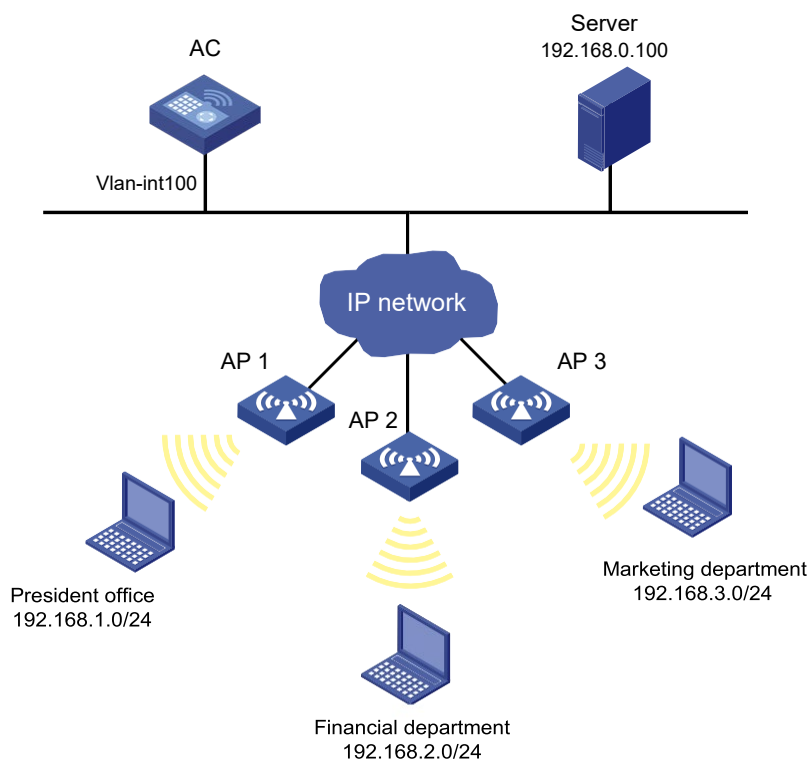 AC
Server
192.168.0.100
Vlan-int100
IP network
AP 1
AP 3
AP 2
President office
192.168.1.0/24
Marketing department
192.168.3.0/24
Financial department
192.168.2.0/24